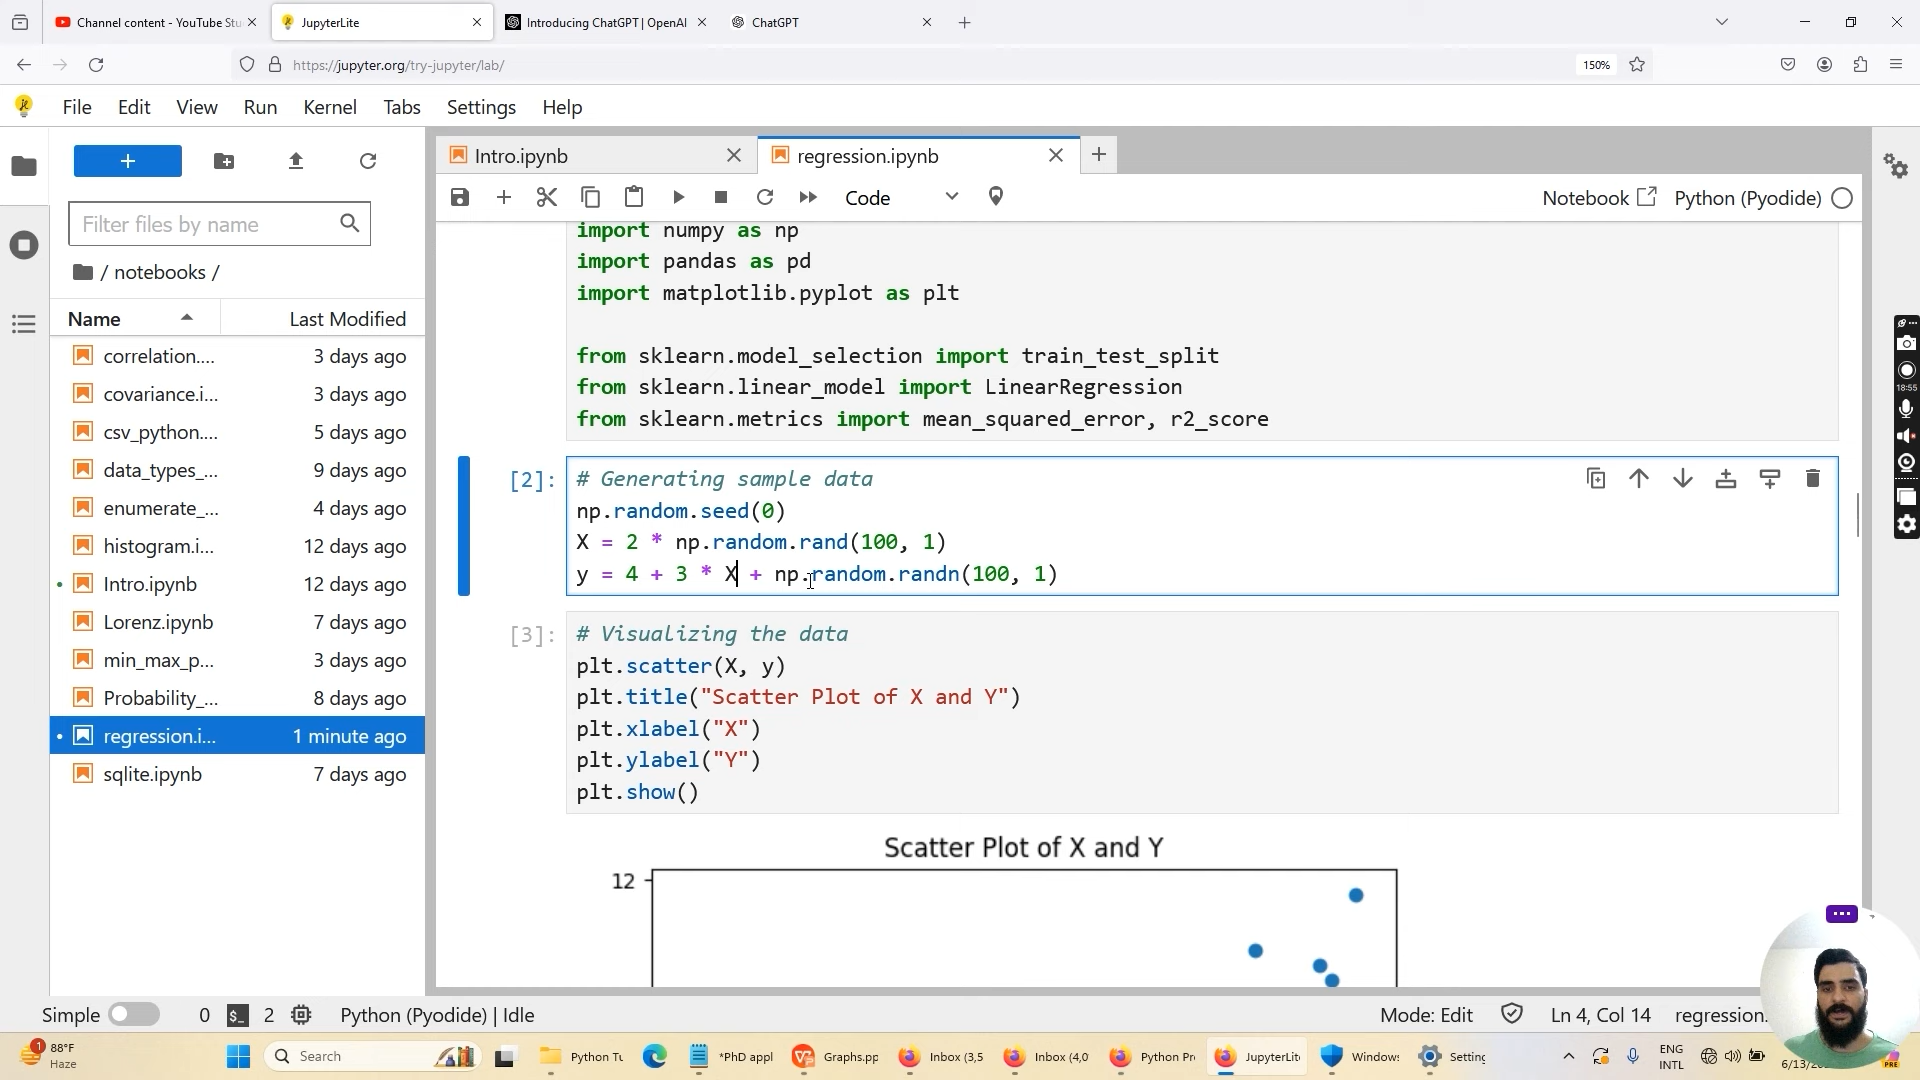 Channel content - YouTube Stu
JupyterLite
Introducing ChatGPT | OpenAI
ChatGPT
https://jupyter.org/try-jupyter/lab/
150%
File Edit View Run Kernel Tabs Settings Help
Intro.ipynb
regression.ipynb
Filter files by name
Code
Notebook
Python (Pyodide)
/ notebooks /
Name
Last Modified
correlation....
3 days ago
covariance.i...
3 days ago
csv_python....
5 days ago
data_types_...
9 days ago
enumerate_...
4 days ago
histogram.i...
12 days ago
Intro.ipynb
12 days ago
Lorenz.ipynb
7 days ago
min_max_p...
3 days ago
Probability_...
8 days ago
regression.i...
1 minute ago
sqlite.ipynb
7 days ago
import numpy as np
import pandas as pd
import matplotlib.pyplot as plt
from sklearn.model_selection import train_test_split
from sklearn.linear_model import LinearRegression
from sklearn.metrics import mean_squared_error, r2_score
[2]:
# Generating sample data
np.random.seed(0)
X = 2 * np.random.rand(100, 1)
y = 4 + 3 * X + np.random.randn(100, 1)
[3]:
# Visualizing the data
plt.scatter(X, y)
plt.title("Scatter Plot of X and Y")
plt.xlabel("X")
plt.ylabel("Y")
plt.show()
Scatter Plot of X and Y
12
18:55
Simple
0
2
Python (Pyodide) | Idle
Mode: Edit
Ln 4, Col 14
regression.
1
88°F
Haze
Search
Python Tu
*PhD appl
Graphs.pp
Inbox (3,5
Inbox (4,0
Python Pr
JupyterLit
Windows
Setting
ENG
INTL
6/13/20
PRE